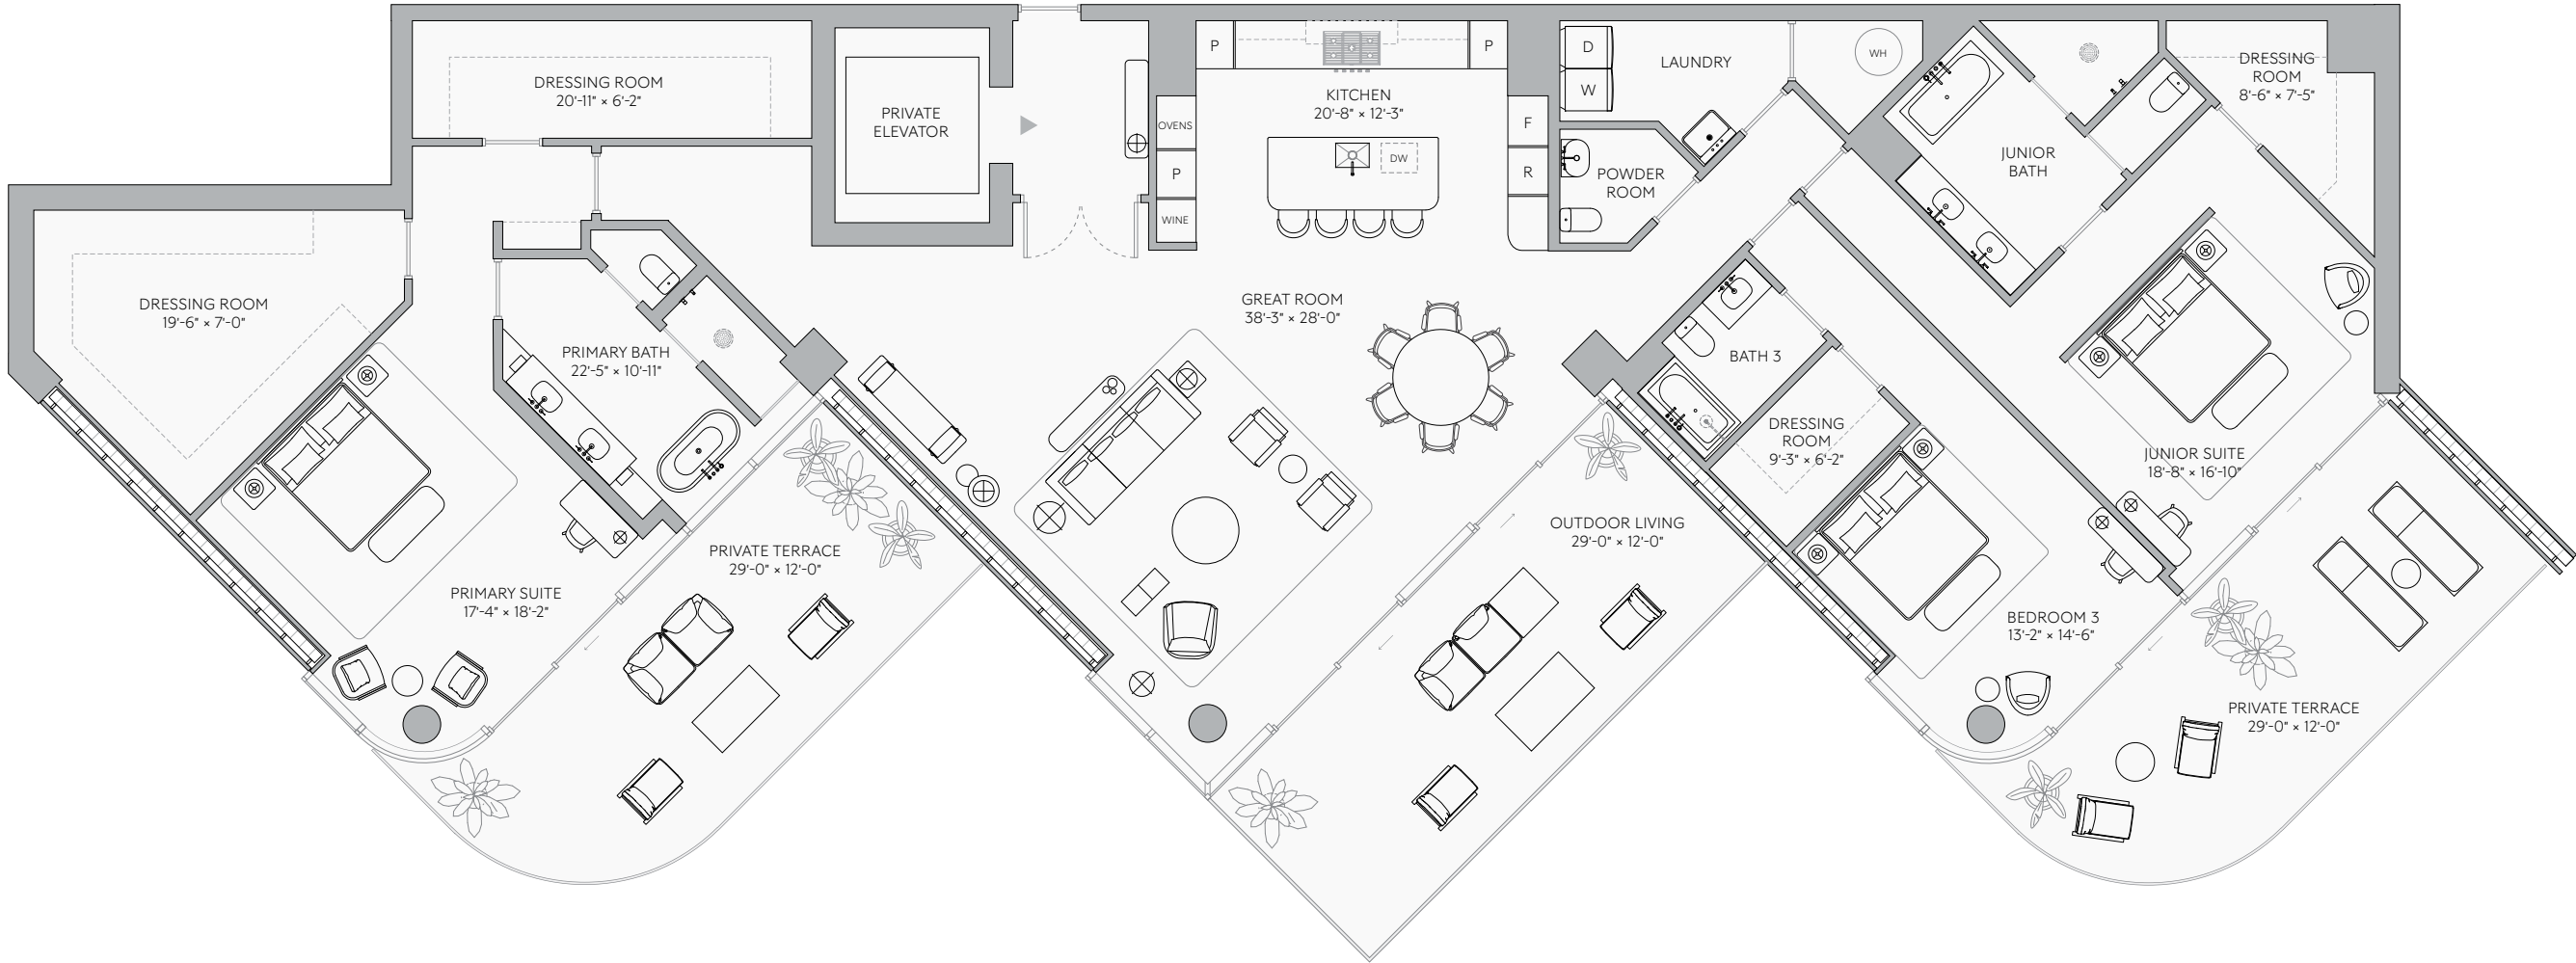 DRESSING ROOM
20'-11" × 6'-2"
PRIVATE
ELEVATOR
P
P
OVENS
P
WINE
KITCHEN
20'-8" × 12'-3"
DW
F
R
D
W
LAUNDRY
WH
POWDER
ROOM
JUNIOR
BATH
DRESSING
ROOM
8'-6" × 7'-5"
DRESSING ROOM
19'-6" × 7'-0"
PRIMARY BATH
22'-5" × 10'-11"
GREAT ROOM
38'-3" × 28'-0"
BATH 3
DRESSING
ROOM
9'-3" × 6'-2"
JUNIOR SUITE
18'-8" × 16'-10"
PRIMARY SUITE
17'-4" × 18'-2"
PRIVATE TERRACE
29'-0" × 12'-0"
OUTDOOR LIVING
29'-0" × 12'-0"
BEDROOM 3
13'-2" × 14'-6"
PRIVATE TERRACE
29'-0" × 12'-0"